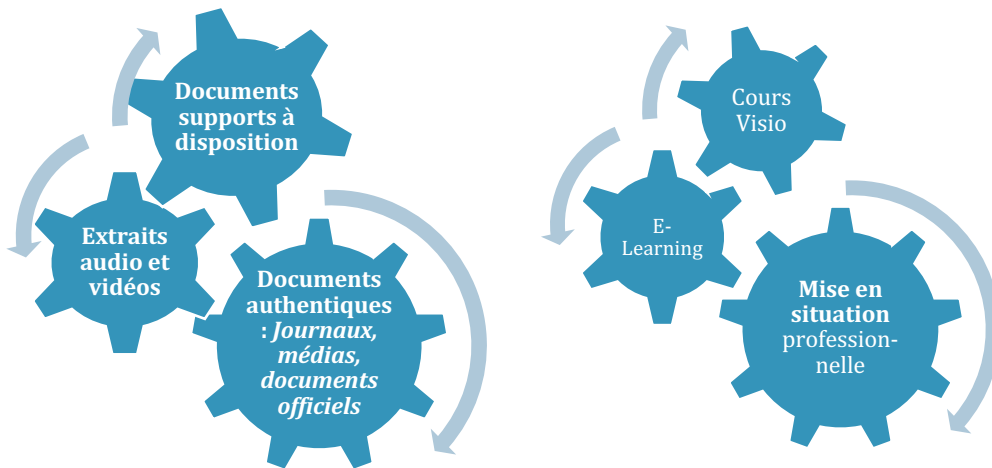 Documents
supports à
disposition
Extraits
audio et
vidéos
Documents
authentiques
: Journaux,
médias,
documents
officiels
Cours
Visio
E-
Learning
Mise en
situation
profession-
nelle